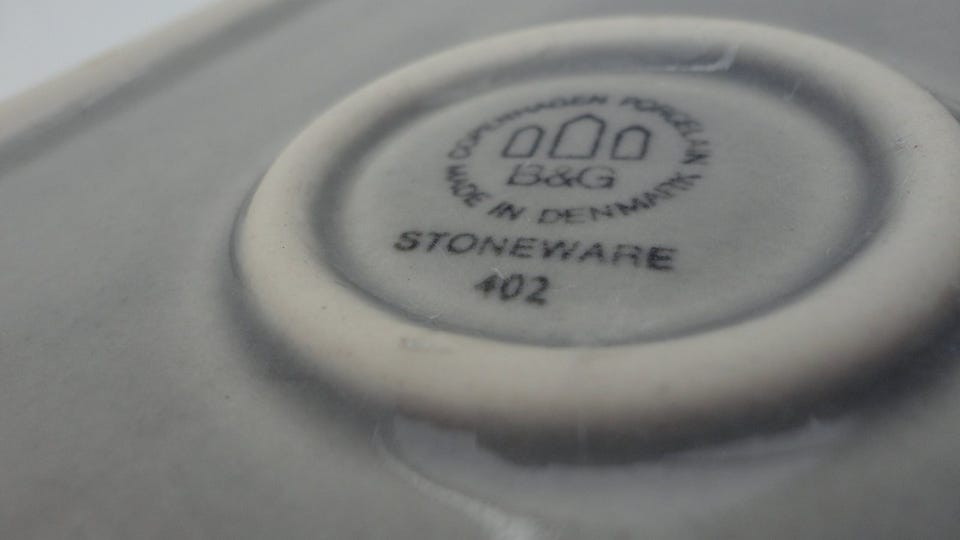 COPENHAGEN PORCELAIN
B&G
MADE IN DENMARK
STONEWARE
402